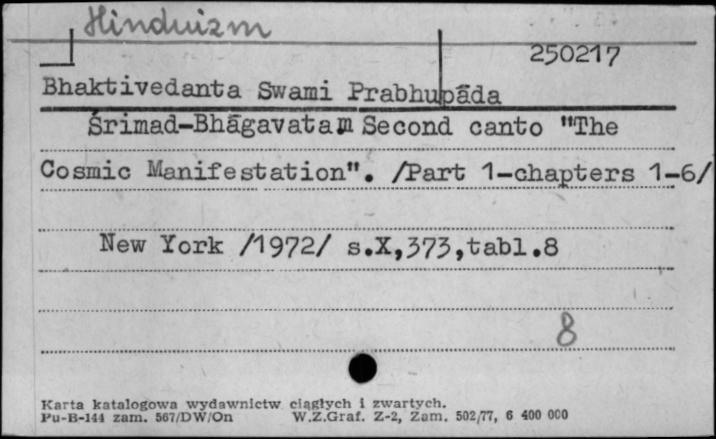 Hinduizm
250217
Bhaktivedanta Swami Prabhupāda
Śrimad-Bhāgavatam Second canto "The
Cosmic Manifestation". /Part 1-chapters 1-6/
New York /1972/ s.X,373,tabl.8
8
Karta katalogowa wydawnictw ciągłych i zwartych.
Pu-B-144 zam. 567/DW/On W.Z.Graf. Z-2, Zam. 502/77, 6 400 000